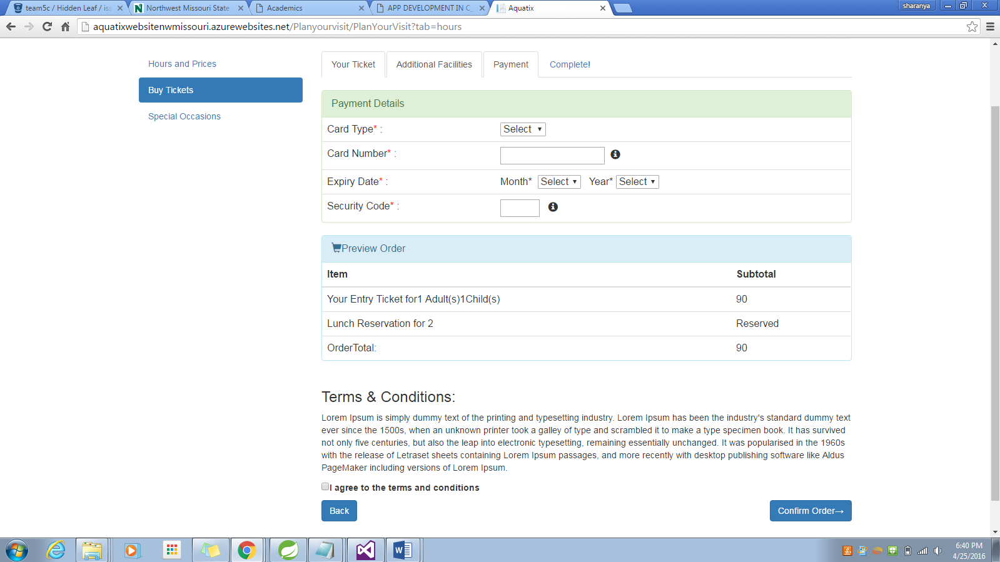 team5c / Hidden Leaf / iss
Northwest Missouri State
Academics
APP DEVELOPMENT IN C_
Aquatix
sharanya
aquatixwebsitenwmissouri.azurewebsites.net/Planyourvisit/PlanYourVisit?tab=hours
Hours and Prices
Buy Tickets
Special Occasions
Your Ticket
Additional Facilities
Payment
Complete!
Payment Details
Card Type* :
Select
Card Number* :
Expiry Date* :
Month* Select Year* Select
Security Code* :
Preview Order
Item Subtotal
Your Entry Ticket for1 Adult(s)1Child(s) 90
Lunch Reservation for 2 Reserved
OrderTotal: 90
Terms & Conditions:
Lorem Ipsum is simply dummy text of the printing and typesetting industry. Lorem Ipsum has been the industry's standard dummy text
ever since the 1500s, when an unknown printer took a galley of type and scrambled it to make a type specimen book. It has survived
not only five centuries, but also the leap into electronic typesetting, remaining essentially unchanged. It was popularised in the 1960s
with the release of Letraset sheets containing Lorem Ipsum passages, and more recently with desktop publishing software like Aldus
PageMaker including versions of Lorem Ipsum.
I agree to the terms and conditions
Back
Confirm Order→
6:40 PM
4/25/2016